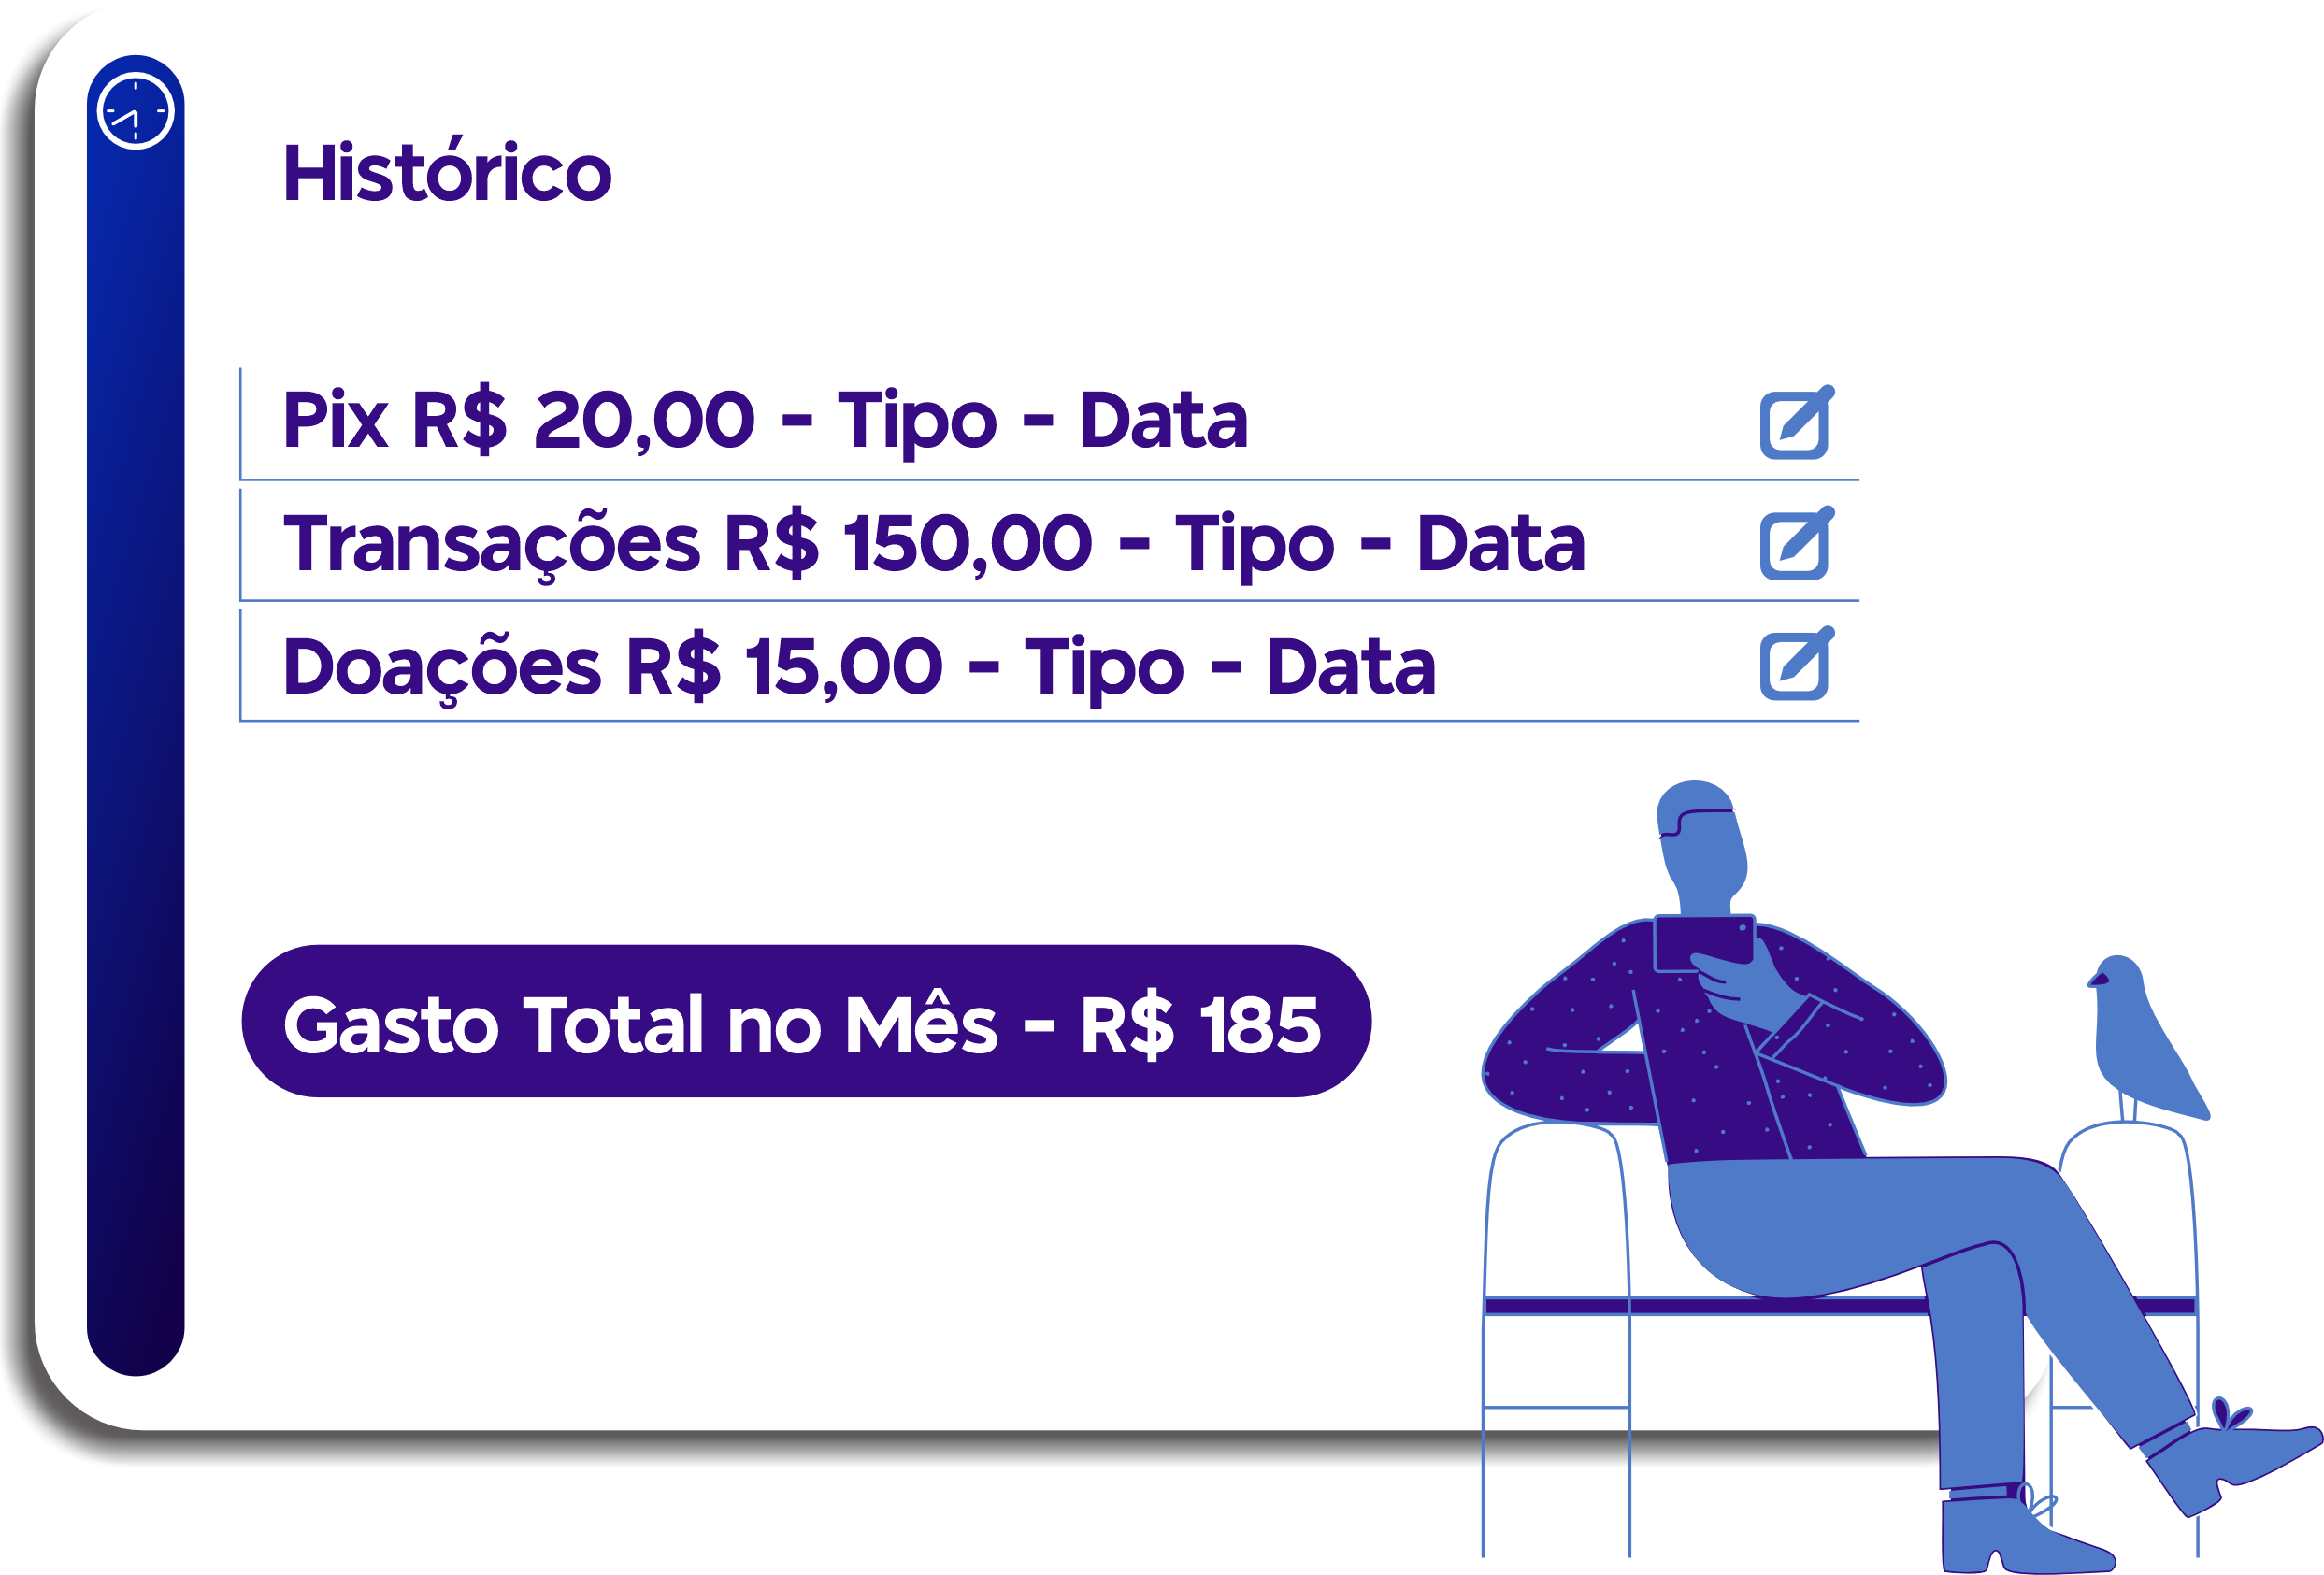 Histórico
Pix R$ 20,00 - Tipo - Data
Transações R$ 150,00 - Tipo - Data
Doações R$ 15,00 - Tipo - Data
Gasto Total no Mês - R$ 185